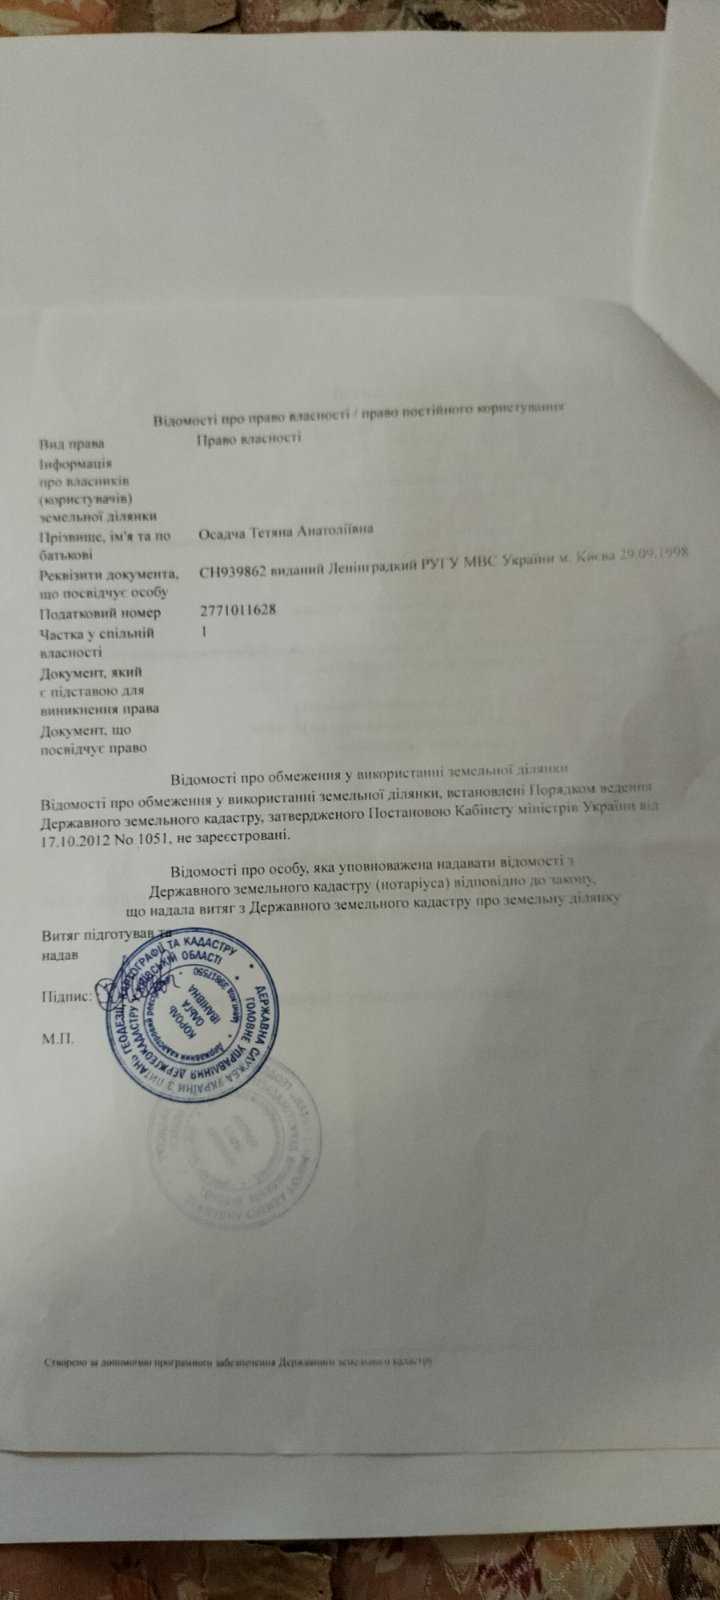 Відомості про право власності / право постійного користування
Вид права Право власності
Інформація
про власників
(користувачів)
земельної ділянки
Прізвище, ім'я та по Осадча Тетяна Анатоліївна
батькові
Реквізити документа, СН939862 виданий Ленінградкий РУГУ МВС України м. Києва 29.09.1998
що посвідчує особу
Податковий номер 2771011628
Частка у спільній 1
власності
Документ, який
є підставою для
виникнення права
Документ, що
посвідчує право
Відомості про обмеження у використанні земельної ділянки
Відомості про обмеження у використанні земельної ділянки, встановлені Порядком ведення
Державного земельного кадастру, затвердженого Постановою Кабінету міністрів України від
17.10.2012 No 1051, не зареєстровані.
Відомості про особу, яка уповноважена надавати відомості з
Державного земельного кадастру (нотаріуса) відповідно до закону,
що надала витяг з Державного земельного кадастру про земельну ділянку
Витяг підготував та
надав
Підпис:
М.П.
ДЕРЖАВНА СЛУЖБА УКРАЇНИ З ПИТАНЬ ГЕОДЕЗІЇ, КАРТОГРАФІЇ ТА КАДАСТРУ
ГОЛОВНЕ УПРАВЛІННЯ ДЕРЖГЕОКАДАСТРУ ОБЛАСТІ
Державний кадастровий
КОРОЛЬ
ОЛЬГА
ІВАНІВНА
Створено за допомогою програмного забезпечення Державного земельного кадастру